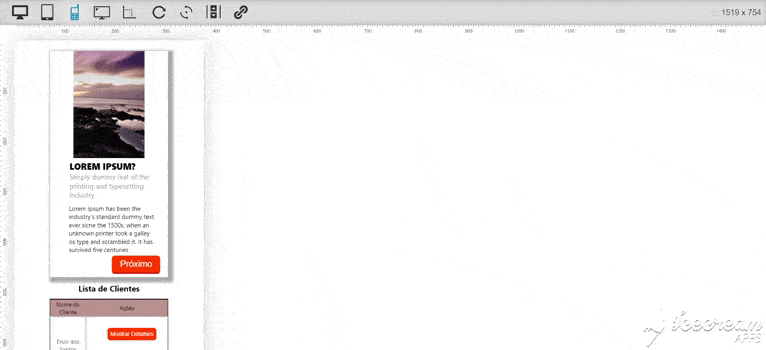 1519 x 754
100
200
300
400
500
600
700
800
900
1000
1100
1200
1300
1400
LOREM IPSUM?
Simply dummy text of the
printing and typesetting
industry
Lorem Ipsum has been the
industry's standard dummy text
ever sicne the 1500s, when an
unknown printer took a galley
os type and scrambled it. It has
survived five centuries
Próximo
Lista de Clientes
Nome do
Cliente
Ações
Mostrar Detalhes
Enzo dos
APPS